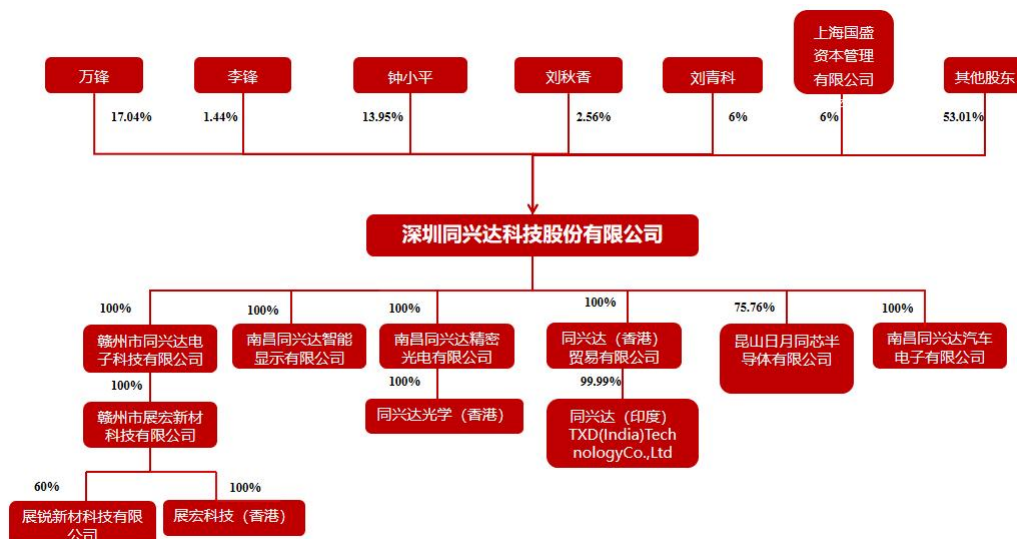 万锋
李锋
钟小平
刘秋香
刘青科
上海国盛
资本管理
有限公司
其他股东
17.04%
1.44%
13.95%
2.56%
6%
6%
53.01%
深圳同兴达科技股份有限公司
100%
100%
100%
100%
75.76%
100%
赣州市同兴达电
子科技有限公司
南昌同兴达智能
显示有限公司
南昌同兴达精密
光电有限公司
同兴达（香港）
贸易有限公司
昆山日月同芯半
导体有限公司
南昌同兴达汽车
电子有限公司
100%
100%
99.99%
赣州市展宏新材
科技有限公司
同兴达光学（香港）
同兴达（印度）
TXD(India)Tech
nologyCo.,Ltd
60%
100%
展锐新材科技有限
公司
展宏科技（香港）